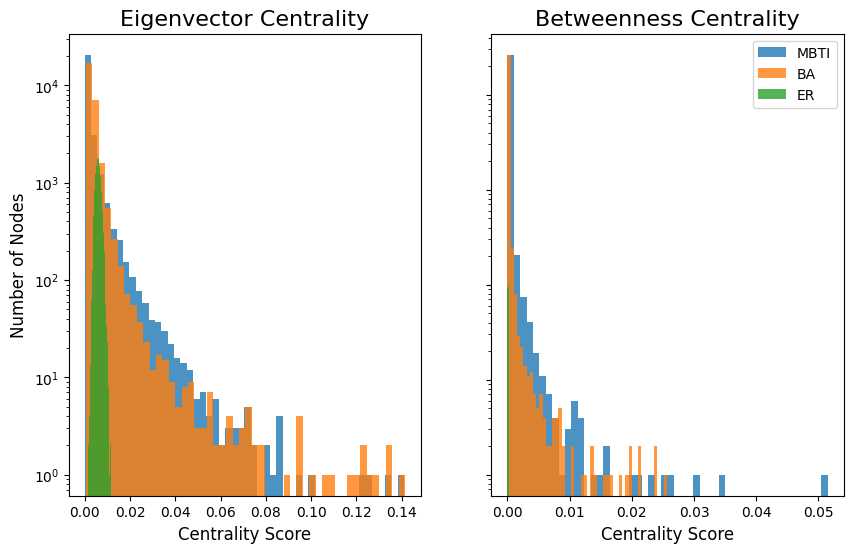 Eigenvector Centrality
Number of Nodes
10^4
10^3
10^2
10^1
10^0
0.00 0.02 0.04 0.06 0.08 0.10 0.12 0.14
Centrality Score
Betweenness Centrality
MBTI
BA
ER
0.00 0.01 0.02 0.03 0.04 0.05
Centrality Score